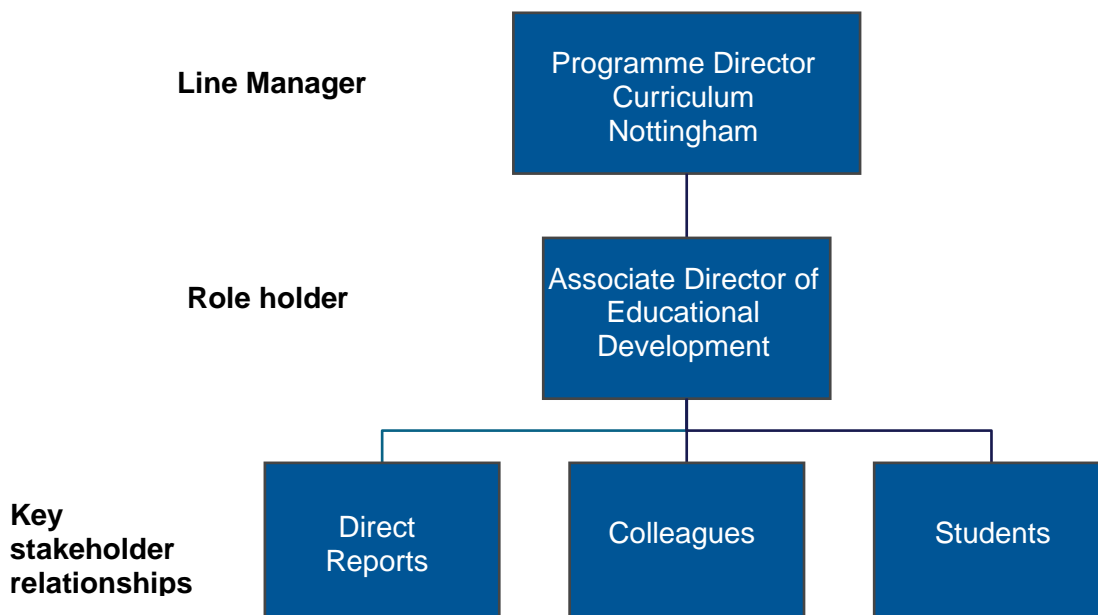 Line Manager
Programme Director
Curriculum
Nottingham
Role holder
Associate Director of
Educational
Development
Key
stakeholder
relationships
Direct
Reports
Colleagues
Students